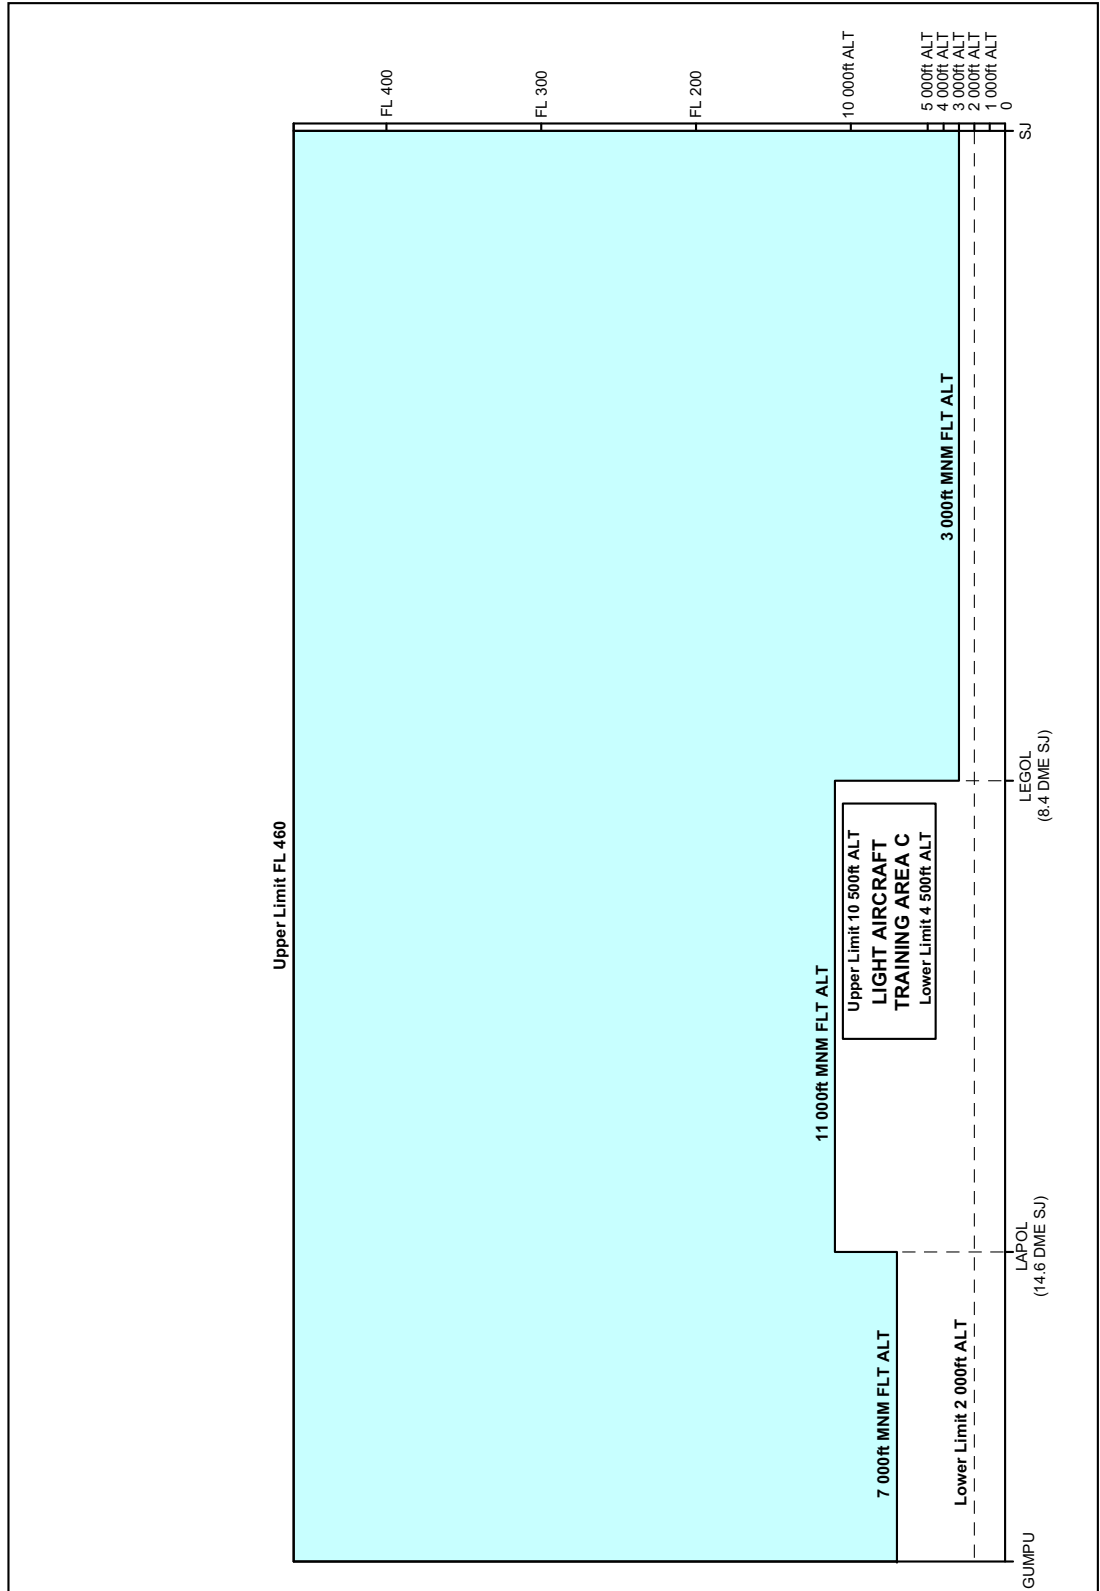 Upper Limit FL 460
FL 400
FL 300
FL 200
10 000ft ALT
5 000ft ALT
4 000ft ALT
3 000ft ALT
2 000ft ALT
1 000ft ALT
0
7 000ft MNM FLT ALT
11 000ft MNM FLT ALT
3 000ft MNM FLT ALT
Upper Limit 10 500ft ALT
LIGHT AIRCRAFT
TRAINING AREA C
Lower Limit 4 500ft ALT
Lower Limit 2 000ft ALT
GUMPU
LAPOL
(14.6 DME SJ)
LEGOL
(8.4 DME SJ)
SJ